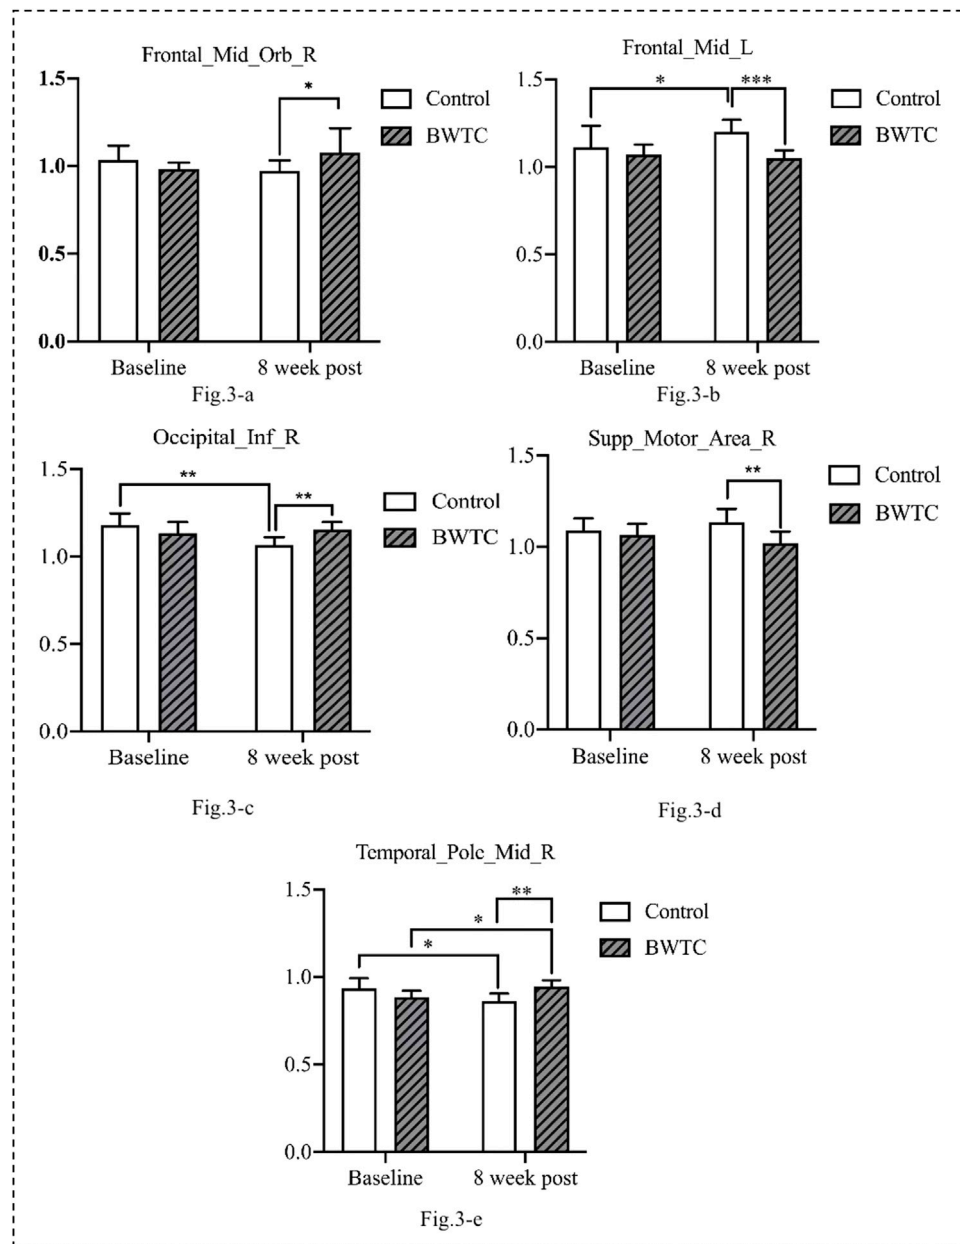 Frontal_Mid_Orb_R
1.5
*
Control
BWTC
1.0
0.5
0.0
Baseline
8 week post
Fig.3-a
Frontal_Mid_L
1.5
*
***
Control
BWTC
1.0
0.5
0.0
Baseline
8 week post
Fig.3-b
Occipital_Inf_R
1.5
**
**
Control
BWTC
1.0
0.5
0.0
Baseline
8 week post
Fig.3-c
Supp_Motor_Area_R
1.5
**
Control
BWTC
1.0
0.5
0.0
Baseline
8 week post
Fig.3-d
Temporal_Pole_Mid_R
1.5
**
*
*
Control
BWTC
1.0
0.5
0.0
Baseline
8 week post
Fig.3-e